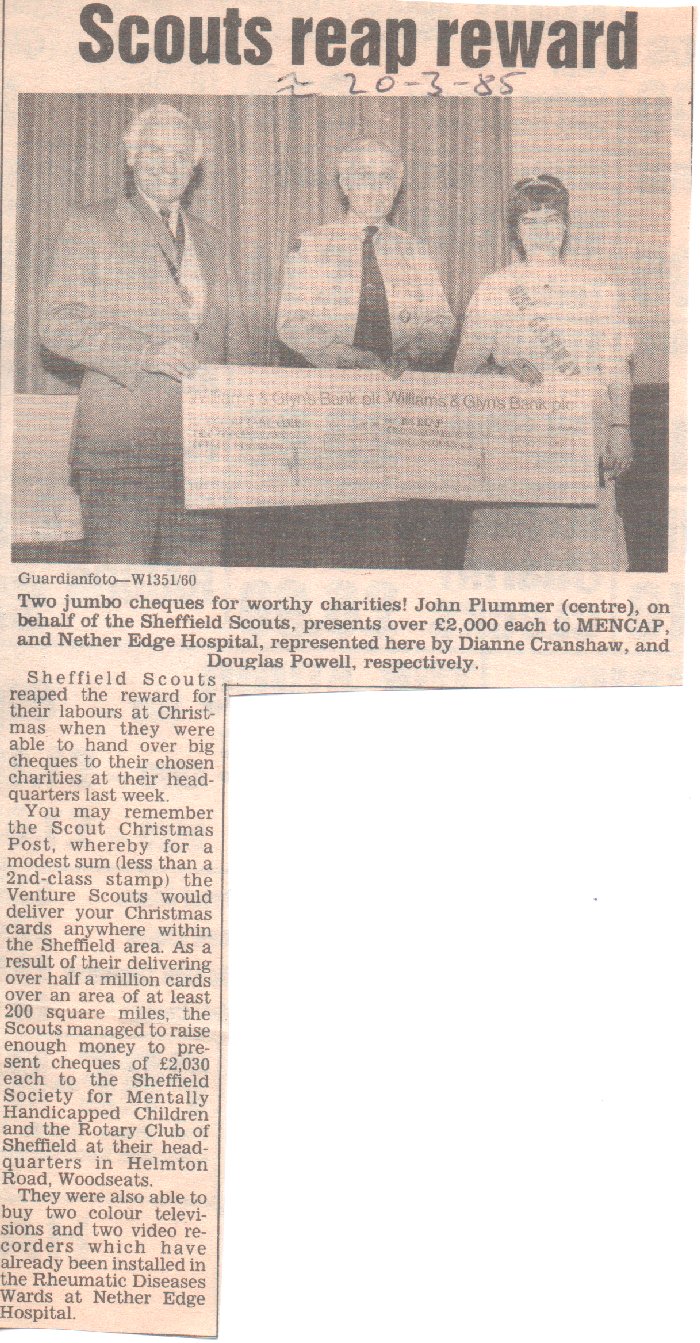 Scouts reap reward
20-3-85
& Glyn's Bank plc Williams & Glyn's Bank plc
Guardianfoto—W1351/60
Two jumbo cheques for worthy charities! John Plummer (centre), on
behalf of the Sheffield Scouts, presents over £2,000 each to MENCAP,
and Nether Edge Hospital, represented here by Dianne Cranshaw, and
Douglas Powell, respectively.
Sheffield Scouts
reaped the reward for
their labours at Christ-
mas when they were
able to hand over big
cheques to their chosen
charities at their head-
quarters last week.
You may remember
the Scout Christmas
Post, whereby for a
modest sum (less than a
2nd-class stamp) the
Venture Scouts would
deliver your Christmas
cards anywhere within
the Sheffield area. As a
result of their delivering
over half a million cards
over an area of at least
200 square miles, the
Scouts managed to raise
enough money to pre-
sent cheques of £2,030
each to the Sheffield
Society for Mentally
Handicapped Children
and the Rotary Club of
Sheffield at their head-
quarters in Helmton
Road, Woodseats.
They were also able to
buy two colour televi-
sions and two video re-
corders which have
already been installed in
the Rheumatic Diseases
Wards at Nether Edge
Hospital.